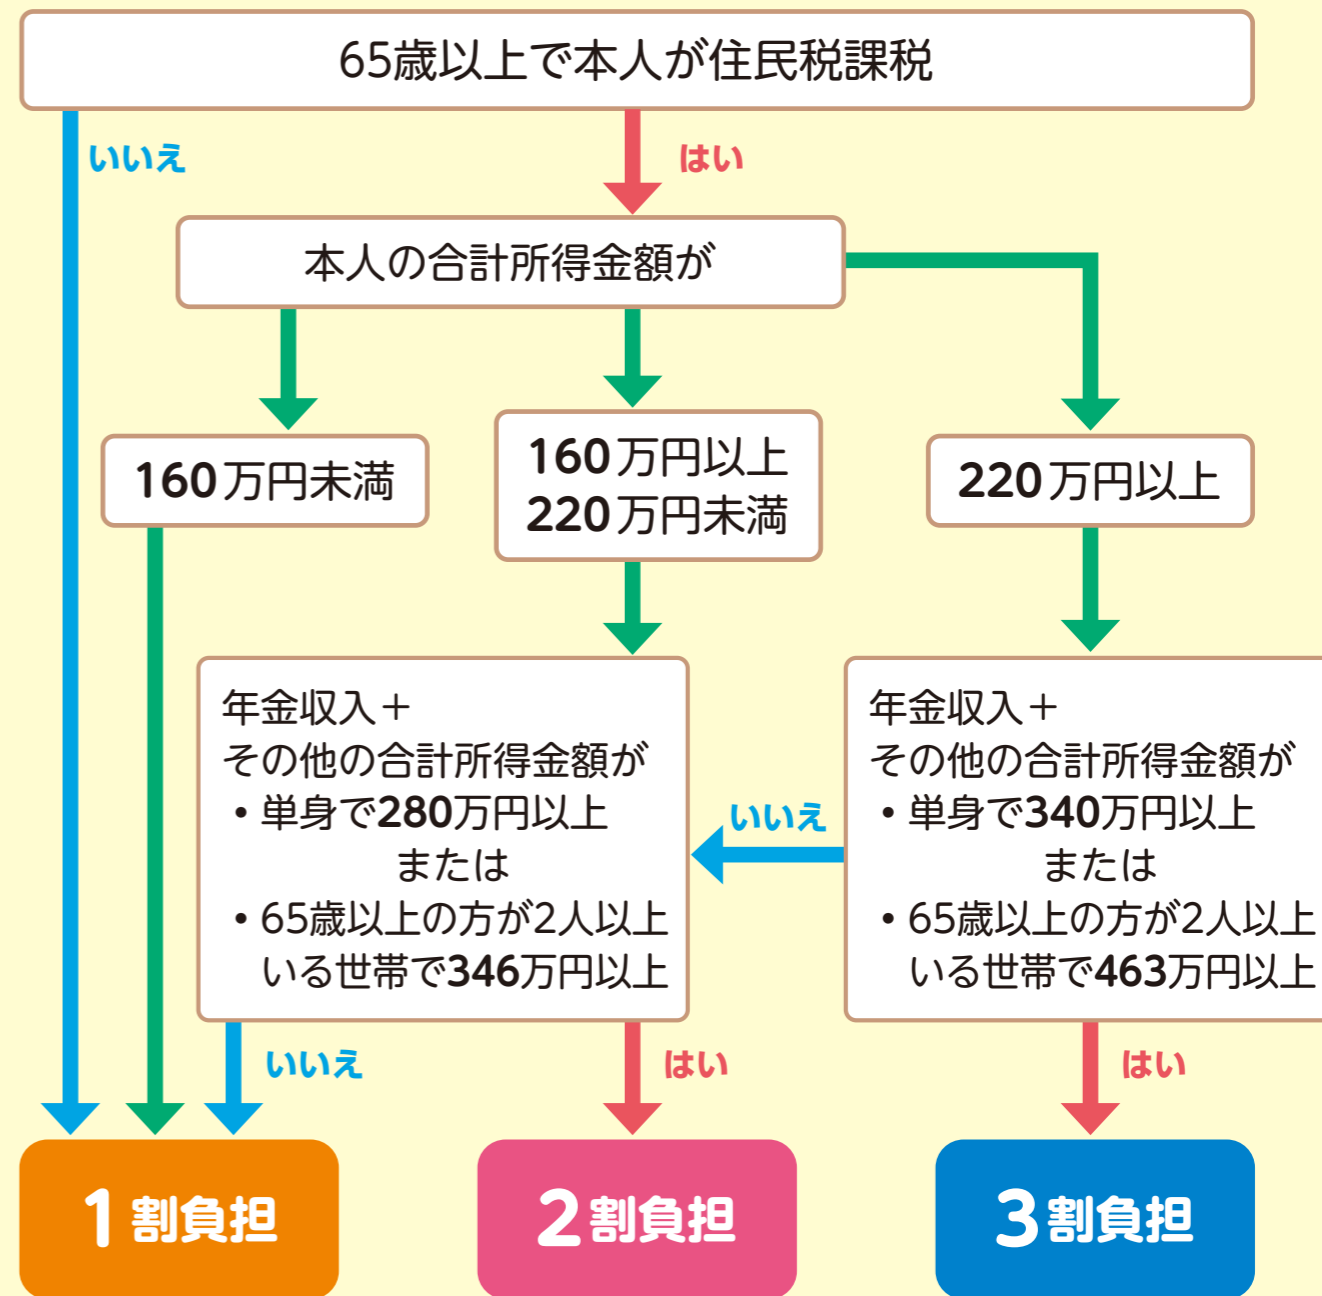 65歳以上で本人が住民税課税
いいえ
はい
本人の合計所得金額が
160万円未満
160万円以上
220万円未満
220万円以上
年金収入＋
その他の合計所得金額が
・単身で280万円以上
または
・65歳以上の方が2人以上
いる世帯で346万円以上
いいえ
年金収入＋
その他の合計所得金額が
・単身で340万円以上
または
・65歳以上の方が2人以上
いる世帯で463万円以上
いいえ
はい
はい
1割負担
2割負担
3割負担